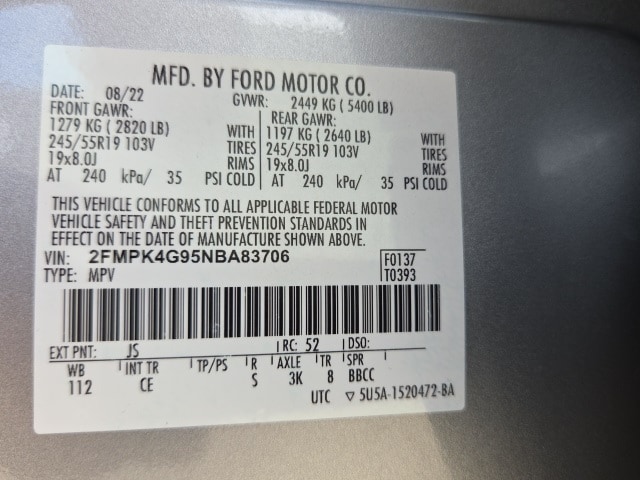 MFD. BY FORD MOTOR CO.
DATE: 08/22 GVWR: 2449 KG ( 5400 LB)
FRONT GAWR: REAR GAWR:
1279 KG ( 2820 LB) WITH 1197 KG ( 2640 LB) WITH
245/55R19 103V TIRES 245/55R19 103V TIRES
19x8.0J RIMS 19x8.0J RIMS
AT 240 kPa/ 35 PSI COLD AT 240 kPa/ 35 PSI COLD
THIS VEHICLE CONFORMS TO ALL APPLICABLE FEDERAL MOTOR
VEHICLE SAFETY AND THEFT PREVENTION STANDARDS IN
EFFECT ON THE DATE OF MANUFACTURE SHOWN ABOVE.
VIN: 2FMPK4G95NBA83706 F0137
TYPE: MPV T0393
EXT PNT: JS RC: 52 DSO:
WB INT TR TP/PS R AXLE TR SPR
112 CE S 3K 8 BBCC
UTC ▽ 5U5A-1520472-BA